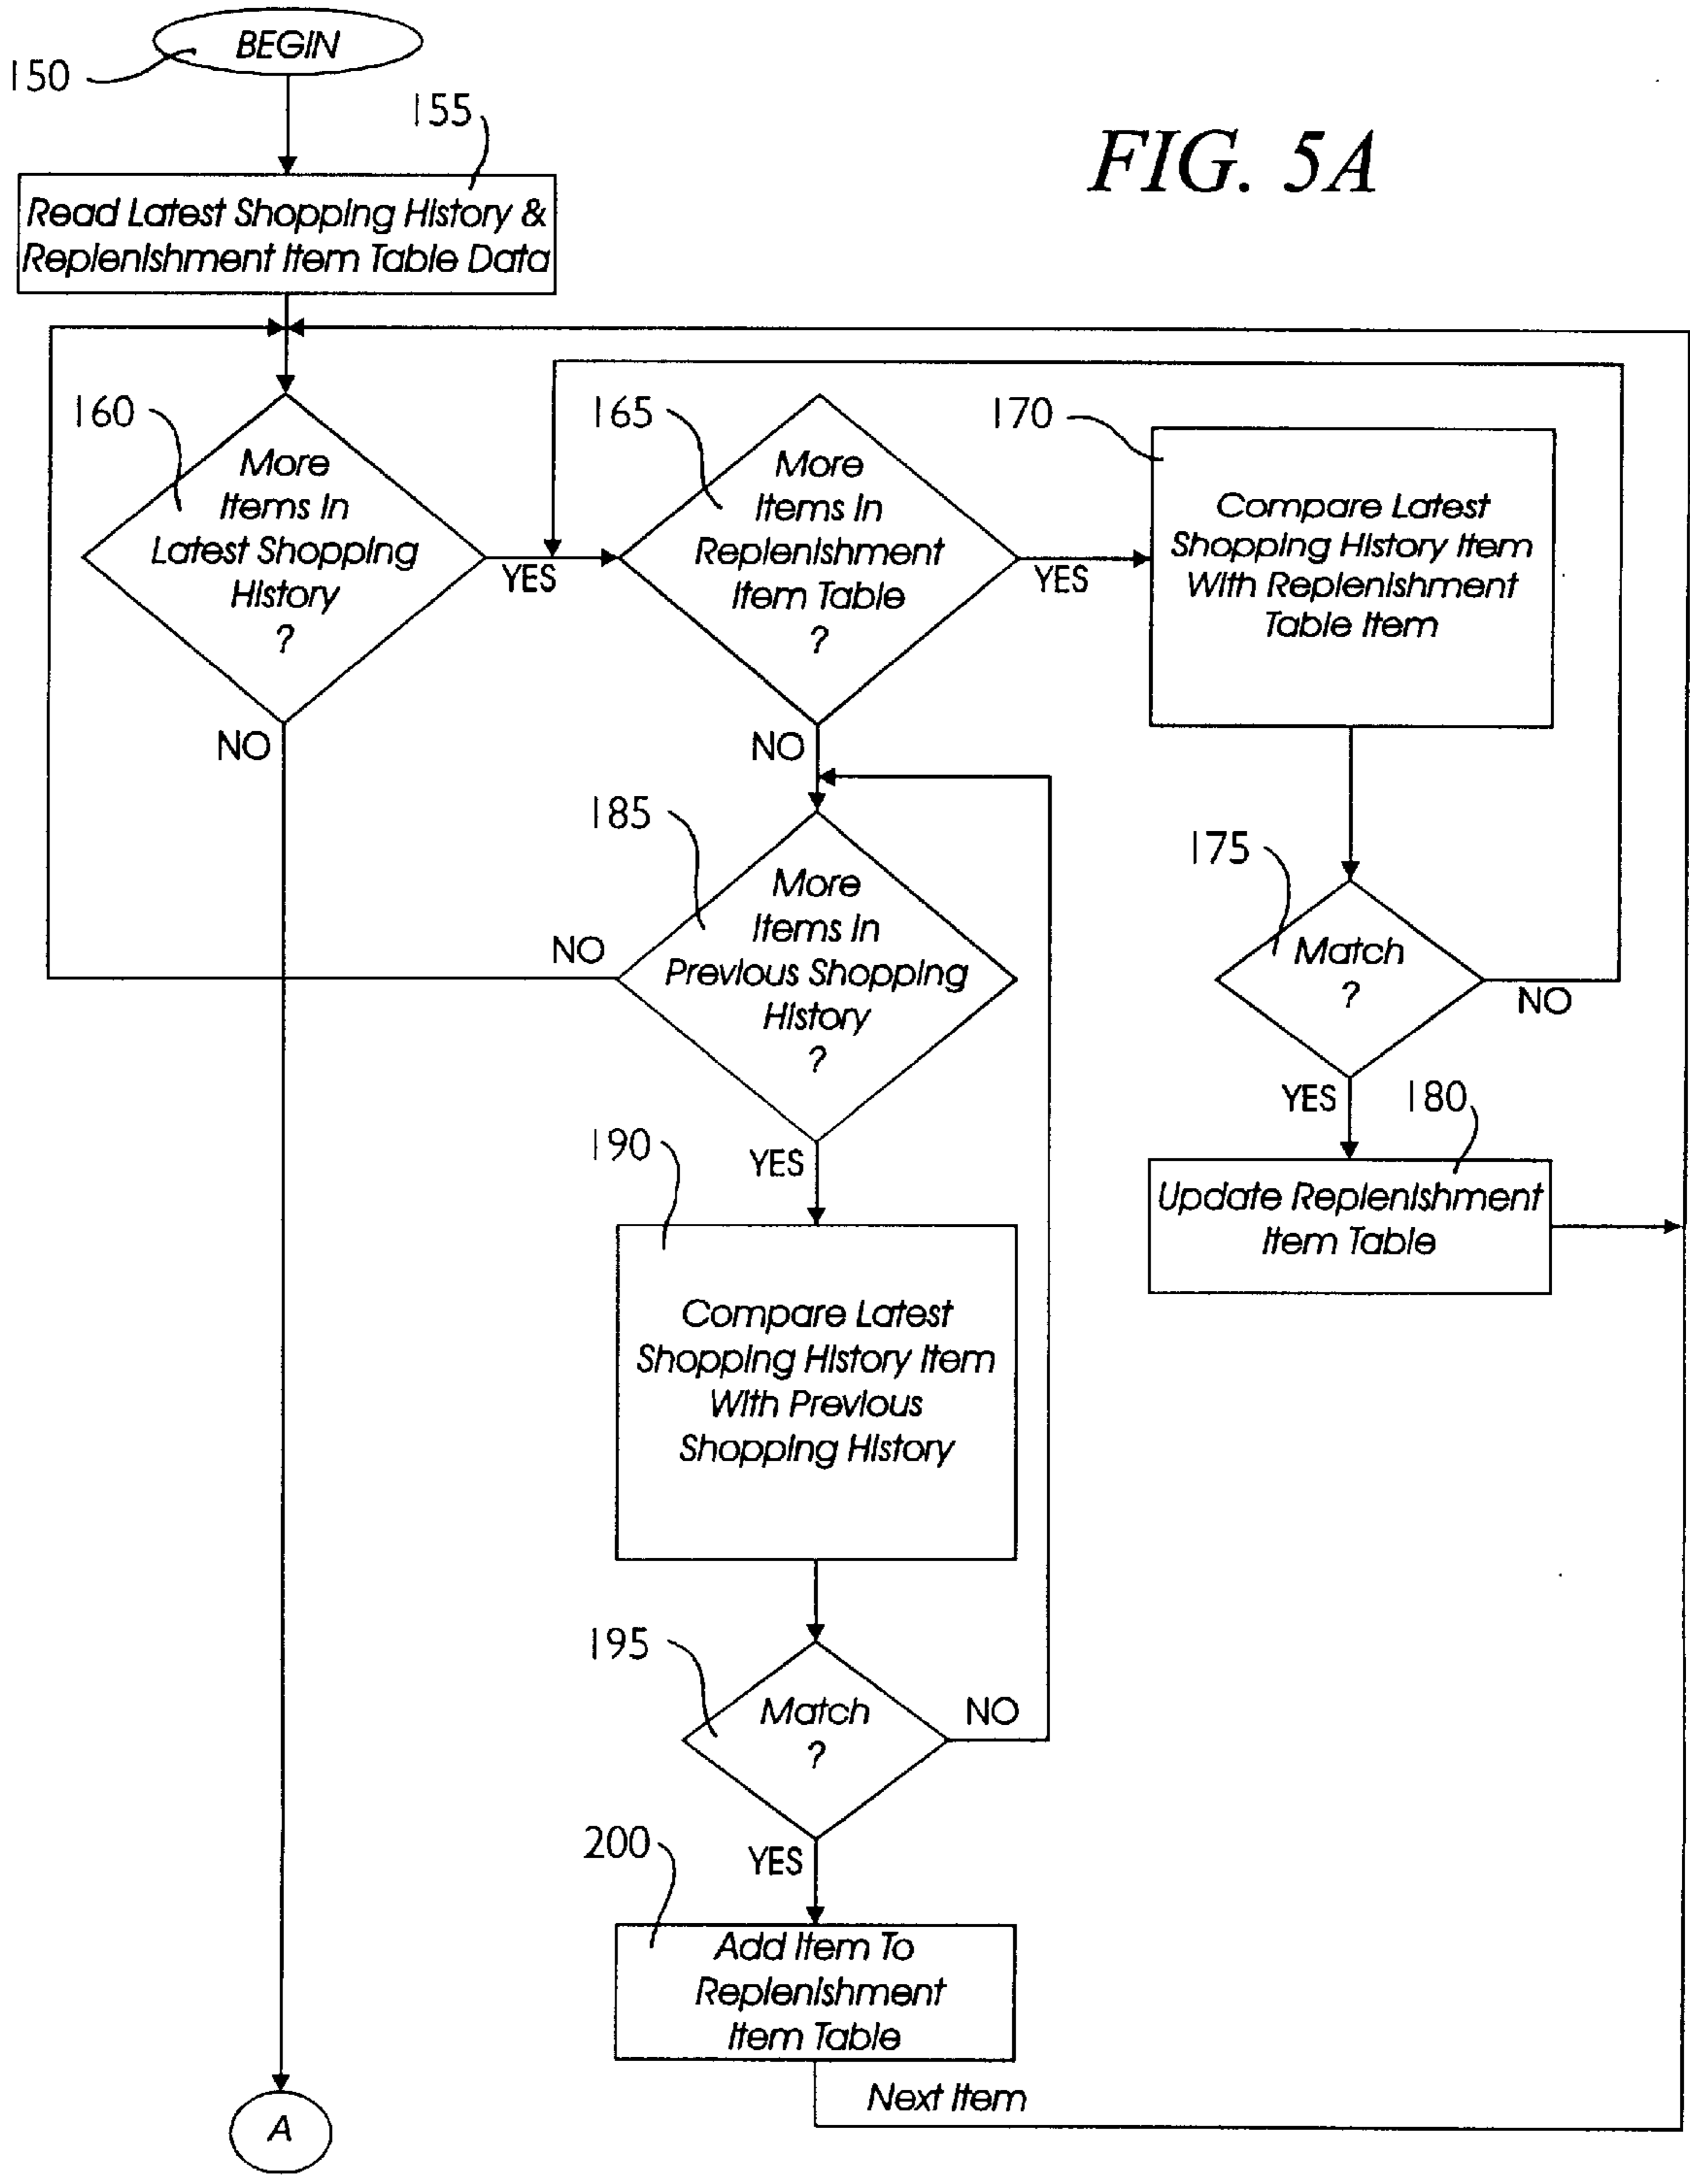 BEGIN
150
155
FIG. 5A
Read Latest Shopping History &
Replenishment Item Table Data
160
More
Items In
Latest Shopping
History
?
YES
NO
165
More
Items In
Replenishment
Item Table
?
YES
NO
170
Compare Latest
Shopping History Item
With Replenishment
Table Item
175
Match
?
NO
YES
180
Update Replenishment
Item Table
185
More
Items In
Previous Shopping
History
?
NO
YES
190
Compare Latest
Shopping History Item
With Previous
Shopping History
195
Match
?
NO
YES
200
Add Item To
Replenishment
Item Table
Next Item
A